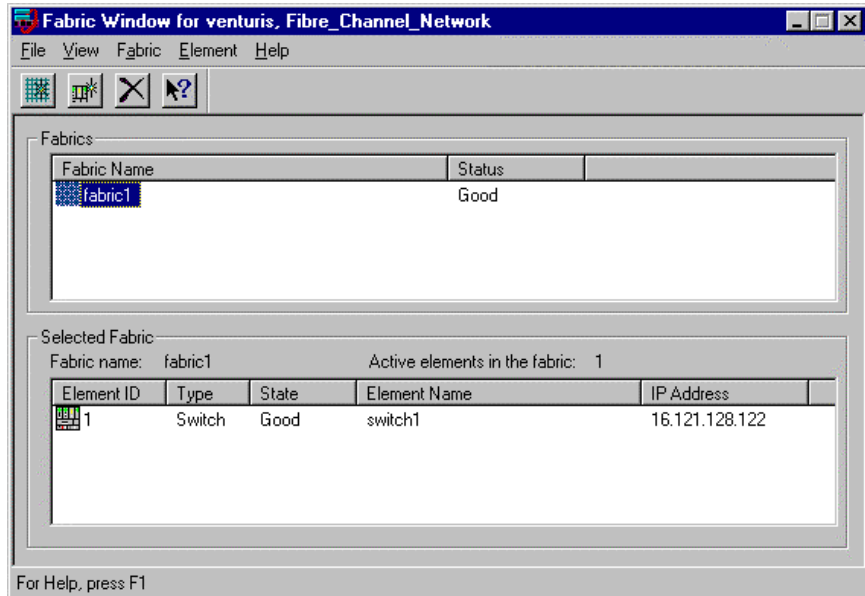 Fabric Window for venturis, Fibre_Channel_Network
File View Fabric Element Help
Fabrics
Fabric Name Status
fabric1 Good
Selected Fabric
Fabric name: fabric1 Active elements in the fabric: 1
Element ID Type State Element Name IP Address
1 Switch Good switch1 16.121.128.122
For Help, press F1